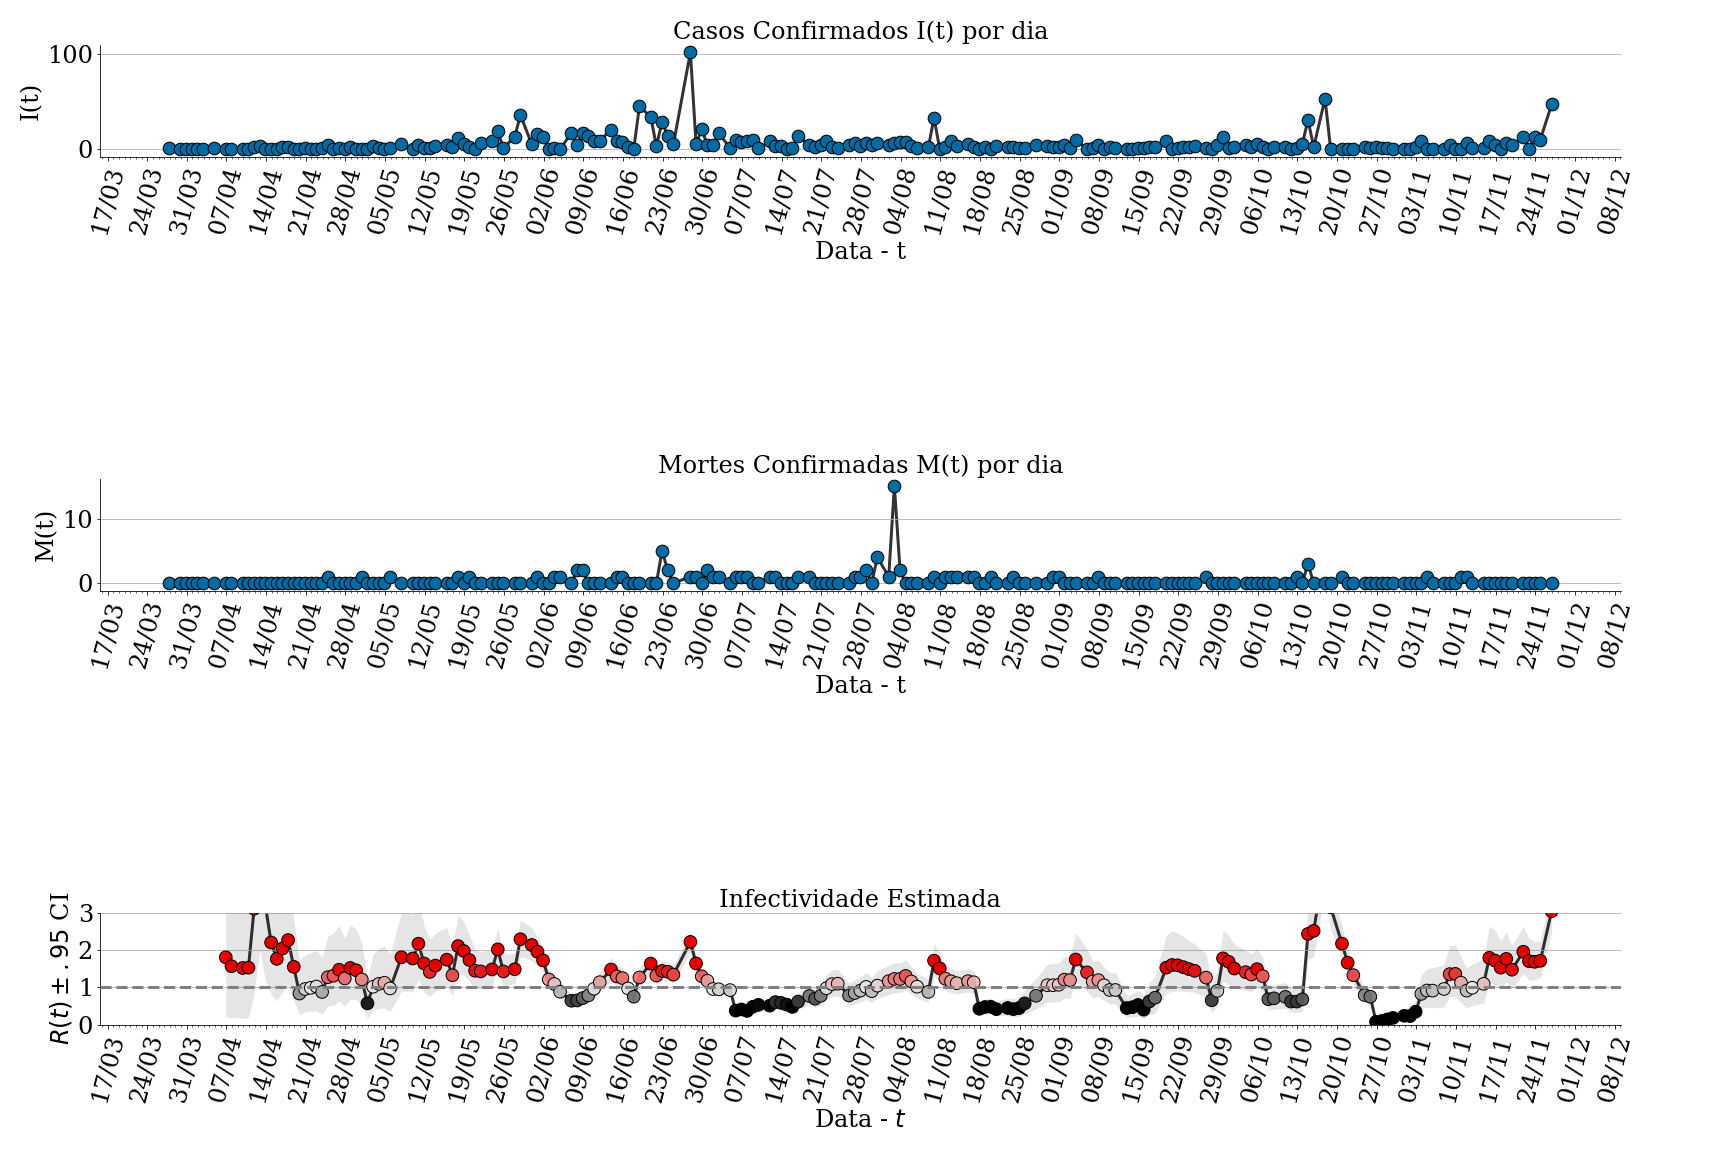 Casos Confirmados I(t) por dia
I(t)
100
0
17/03 24/03 31/03 07/04 14/04 21/04 28/04 05/05 12/05 19/05 26/05 02/06 09/06 16/06 23/06 30/06 07/07 14/07 21/07 28/07 04/08 11/08 18/08 25/08 01/09 08/09 15/09 22/09 29/09 06/10 13/10 20/10 27/10 03/11 10/11 17/11 24/11 01/12 08/12
Data - t
Mortes Confirmadas M(t) por dia
M(t)
10
0
17/03 24/03 31/03 07/04 14/04 21/04 28/04 05/05 12/05 19/05 26/05 02/06 09/06 16/06 23/06 30/06 07/07 14/07 21/07 28/07 04/08 11/08 18/08 25/08 01/09 08/09 15/09 22/09 29/09 06/10 13/10 20/10 27/10 03/11 10/11 17/11 24/11 01/12 08/12
Data - t
Infectividade Estimada
R(t) ± .95 CI
3
2
1
0
17/03 24/03 31/03 07/04 14/04 21/04 28/04 05/05 12/05 19/05 26/05 02/06 09/06 16/06 23/06 30/06 07/07 14/07 21/07 28/07 04/08 11/08 18/08 25/08 01/09 08/09 15/09 22/09 29/09 06/10 13/10 20/10 27/10 03/11 10/11 17/11 24/11 01/12 08/12
Data - t